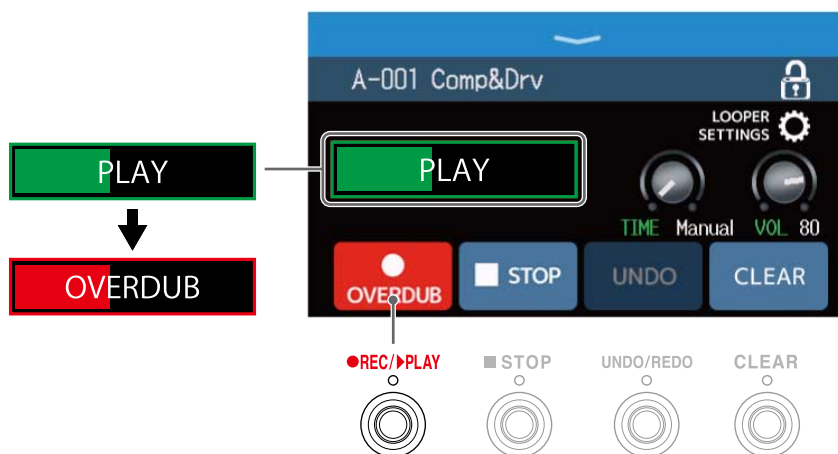 A-001 Comp&Drv
LOOPER
SETTINGS
PLAY
PLAY
TIME Manual VOL 80
OVERDUB
OVERDUB
STOP
UNDO
CLEAR
●REC/▶PLAY
■STOP
UNDO/REDO
CLEAR